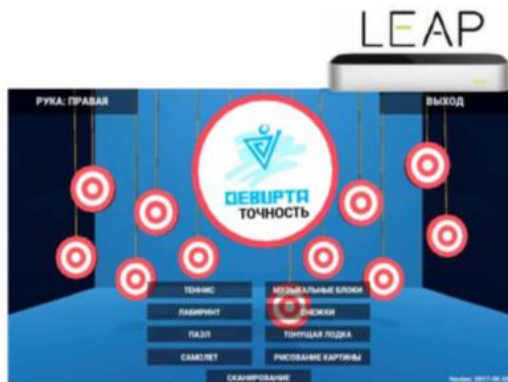 LEAP
РУКА: ПРАВАЯ
ВЫХОД
ДЕВИРТА
ТОЧНОСТЬ
ТЕННИС
МУЗЫКАЛЬНЫЕ БЛОКИ
ЛАБИРИНТ
СНЕЖКИ
ПАЗЛ
ТОНУЩАЯ ЛОДКА
САМОЛЕТ
РИСОВАНИЕ КАРТИНЫ
СКАНИРОВАНИЕ